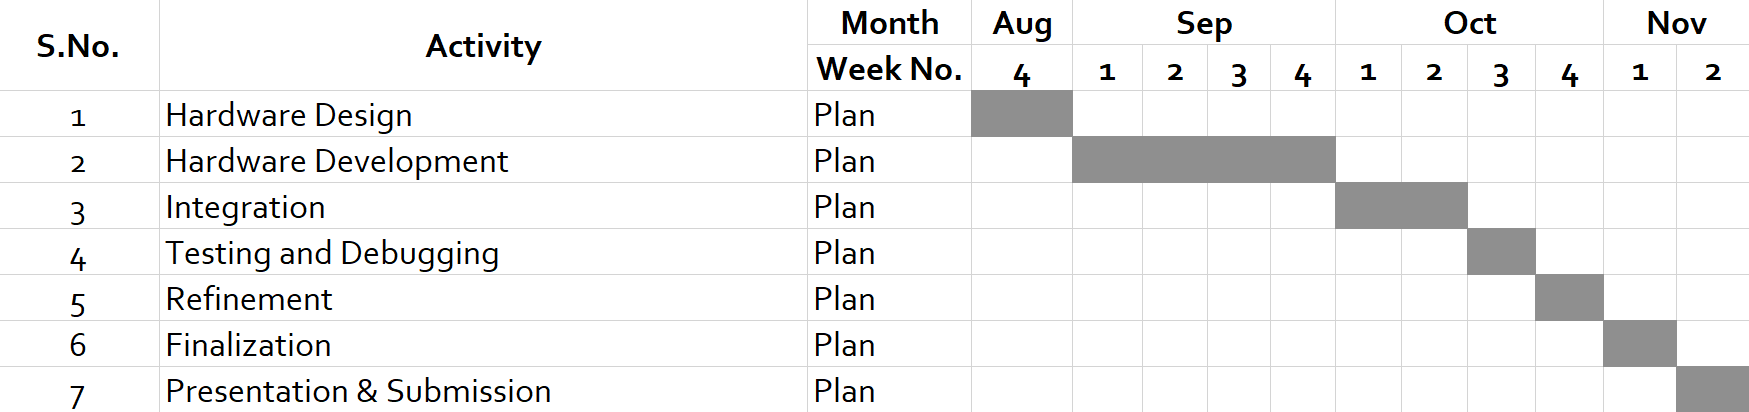 S.No. Activity Month Aug Sep Oct Nov
Week No. 4 1 2 3 4 1 2 3 4 1 2
1 Hardware Design Plan
2 Hardware Development Plan
3 Integration Plan
4 Testing and Debugging Plan
5 Refinement Plan
6 Finalization Plan
7 Presentation & Submission Plan